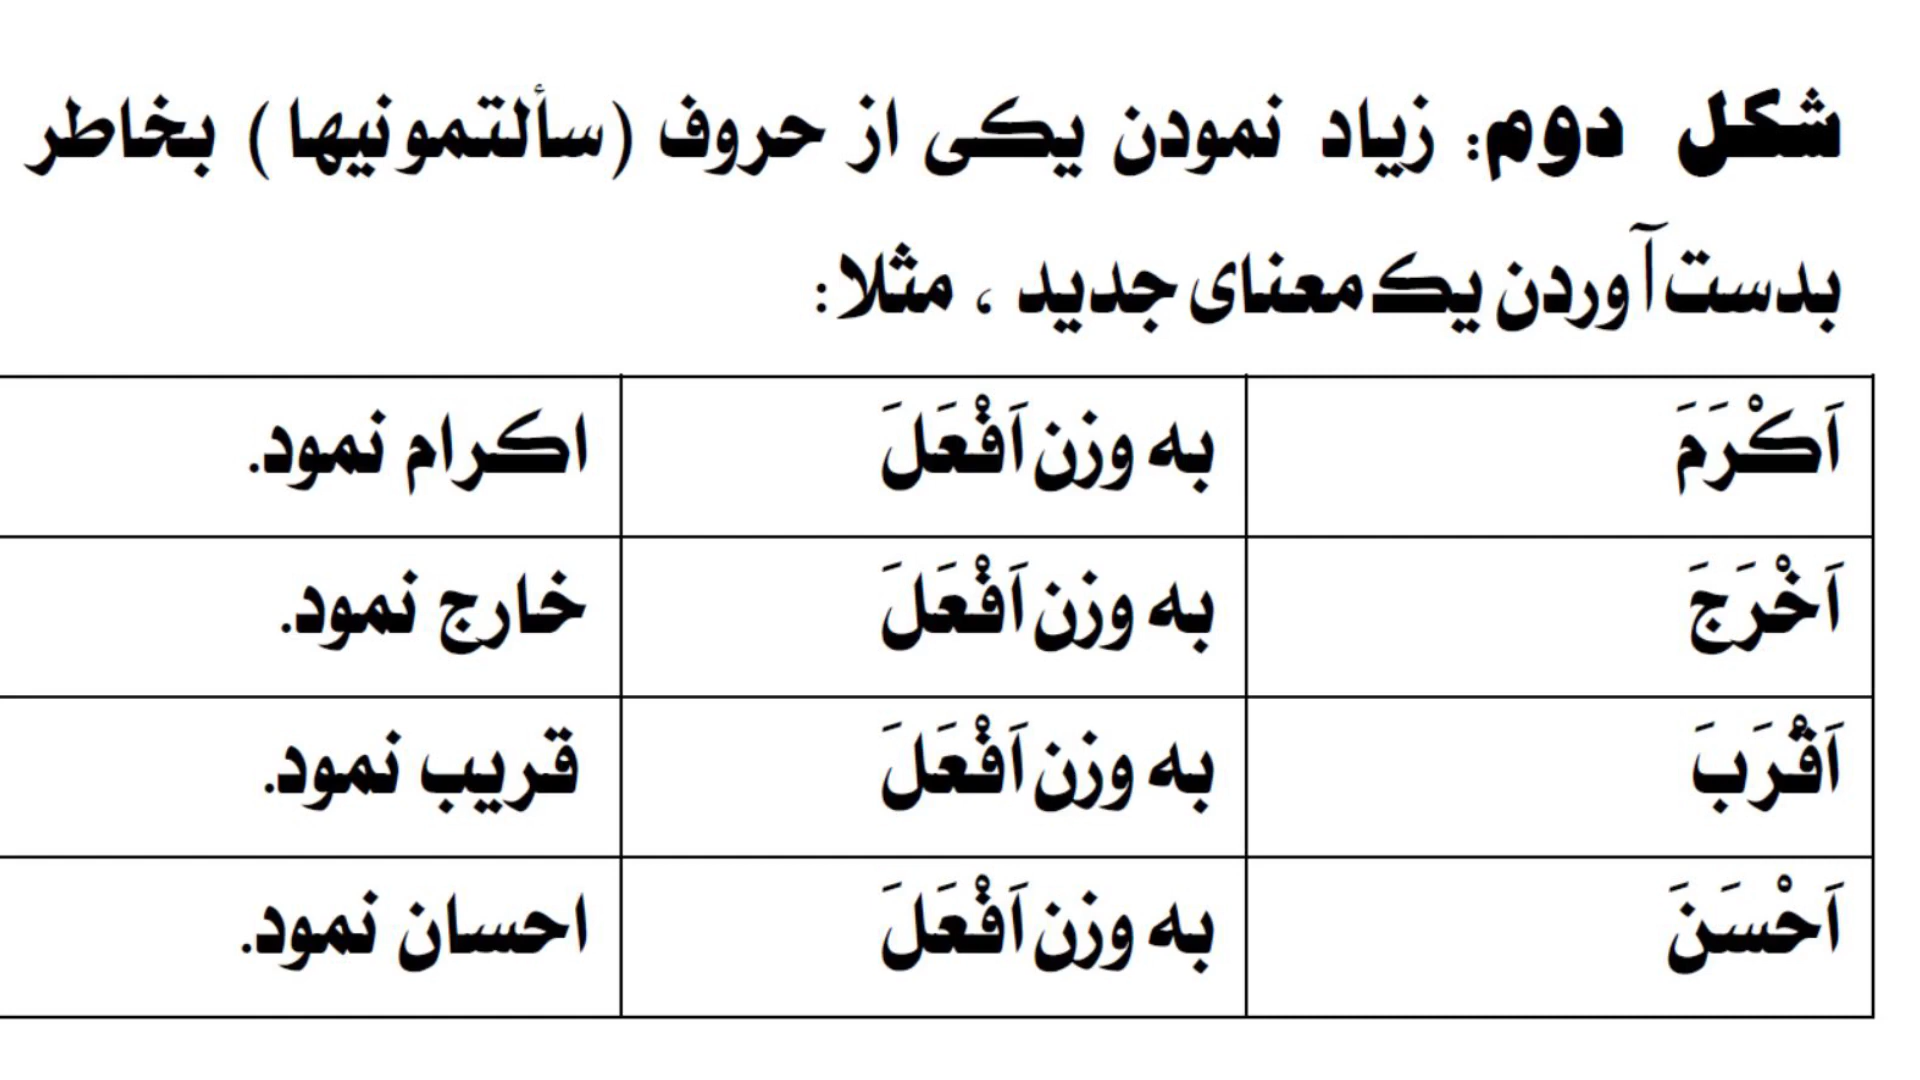 شکل دوم: زیاد نمودن یکی از حروف (سألتمونیها) بخاطر
بدست آوردن یک معنای جدید ، مثلا:
اَکْرَمَ به وزن اَفْعَلَ اکرام نمود.
اَخْرَجَ به وزن اَفْعَلَ خارج نمود.
اَقْرَبَ به وزن اَفْعَلَ قریب نمود.
اَحْسَنَ به وزن اَفْعَلَ احسان نمود.